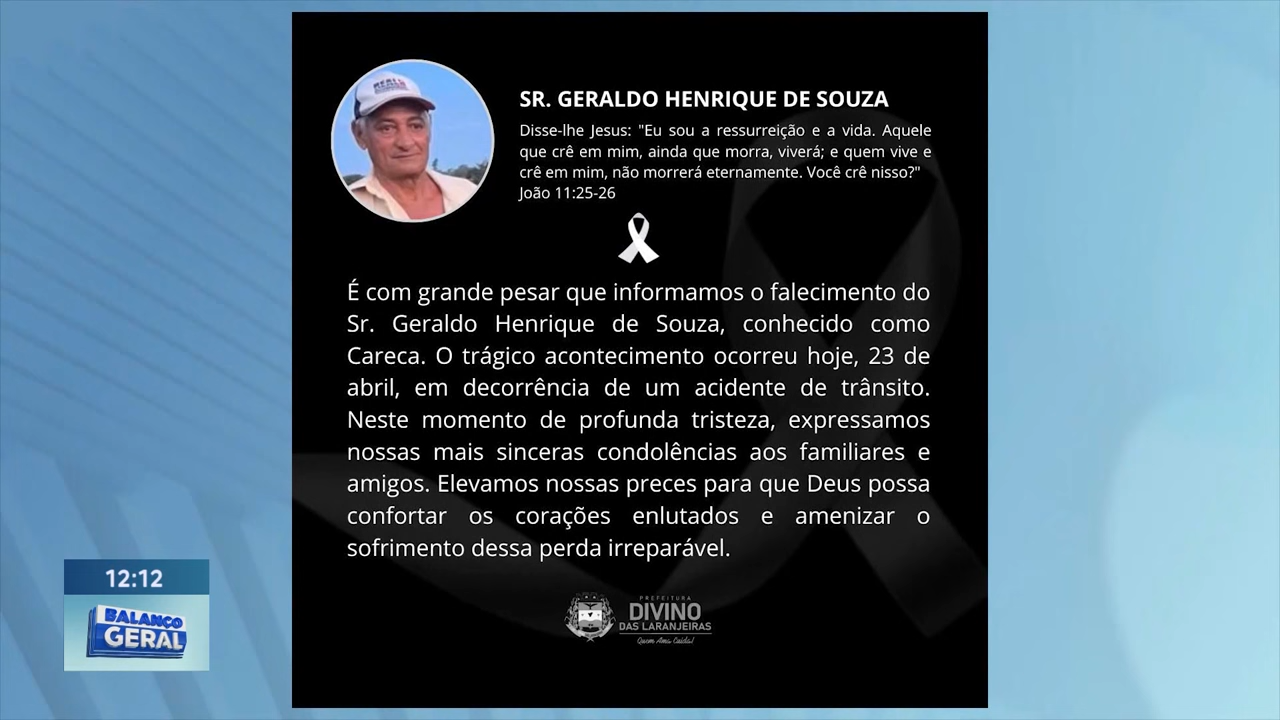 SR. GERALDO HENRIQUE DE SOUZA
Disse-lhe Jesus: "Eu sou a ressurreição e a vida. Aquele
que crê em mim, ainda que morra, viverá; e quem vive e
crê em mim, não morrerá eternamente. Você crê nisso?"
João 11:25-26
É com grande pesar que informamos o falecimento do
Sr. Geraldo Henrique de Souza, conhecido como
Careca. O trágico acontecimento ocorreu hoje, 23 de
abril, em decorrência de um acidente de trânsito.
Neste momento de profunda tristeza, expressamos
nossas mais sinceras condolências aos familiares e
amigos. Elevamos nossas preces para que Deus possa
confortar os corações enlutados e amenizar o
sofrimento dessa perda irreparável.
PREFEITURA
DIVINO
DAS LARANJEIRAS
Quem Ama Cuida!
12:12
BALANÇO
GERAL